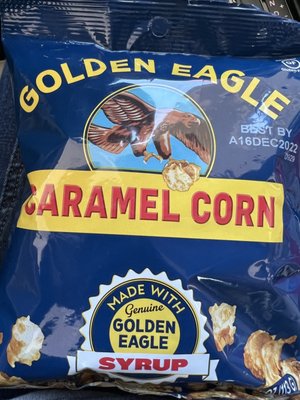 GOLDEN EAGLE
BEST BY
A16DEC2022
CARAMEL CORN
MADE WITH
Genuine
GOLDEN
EAGLE
SYRUP